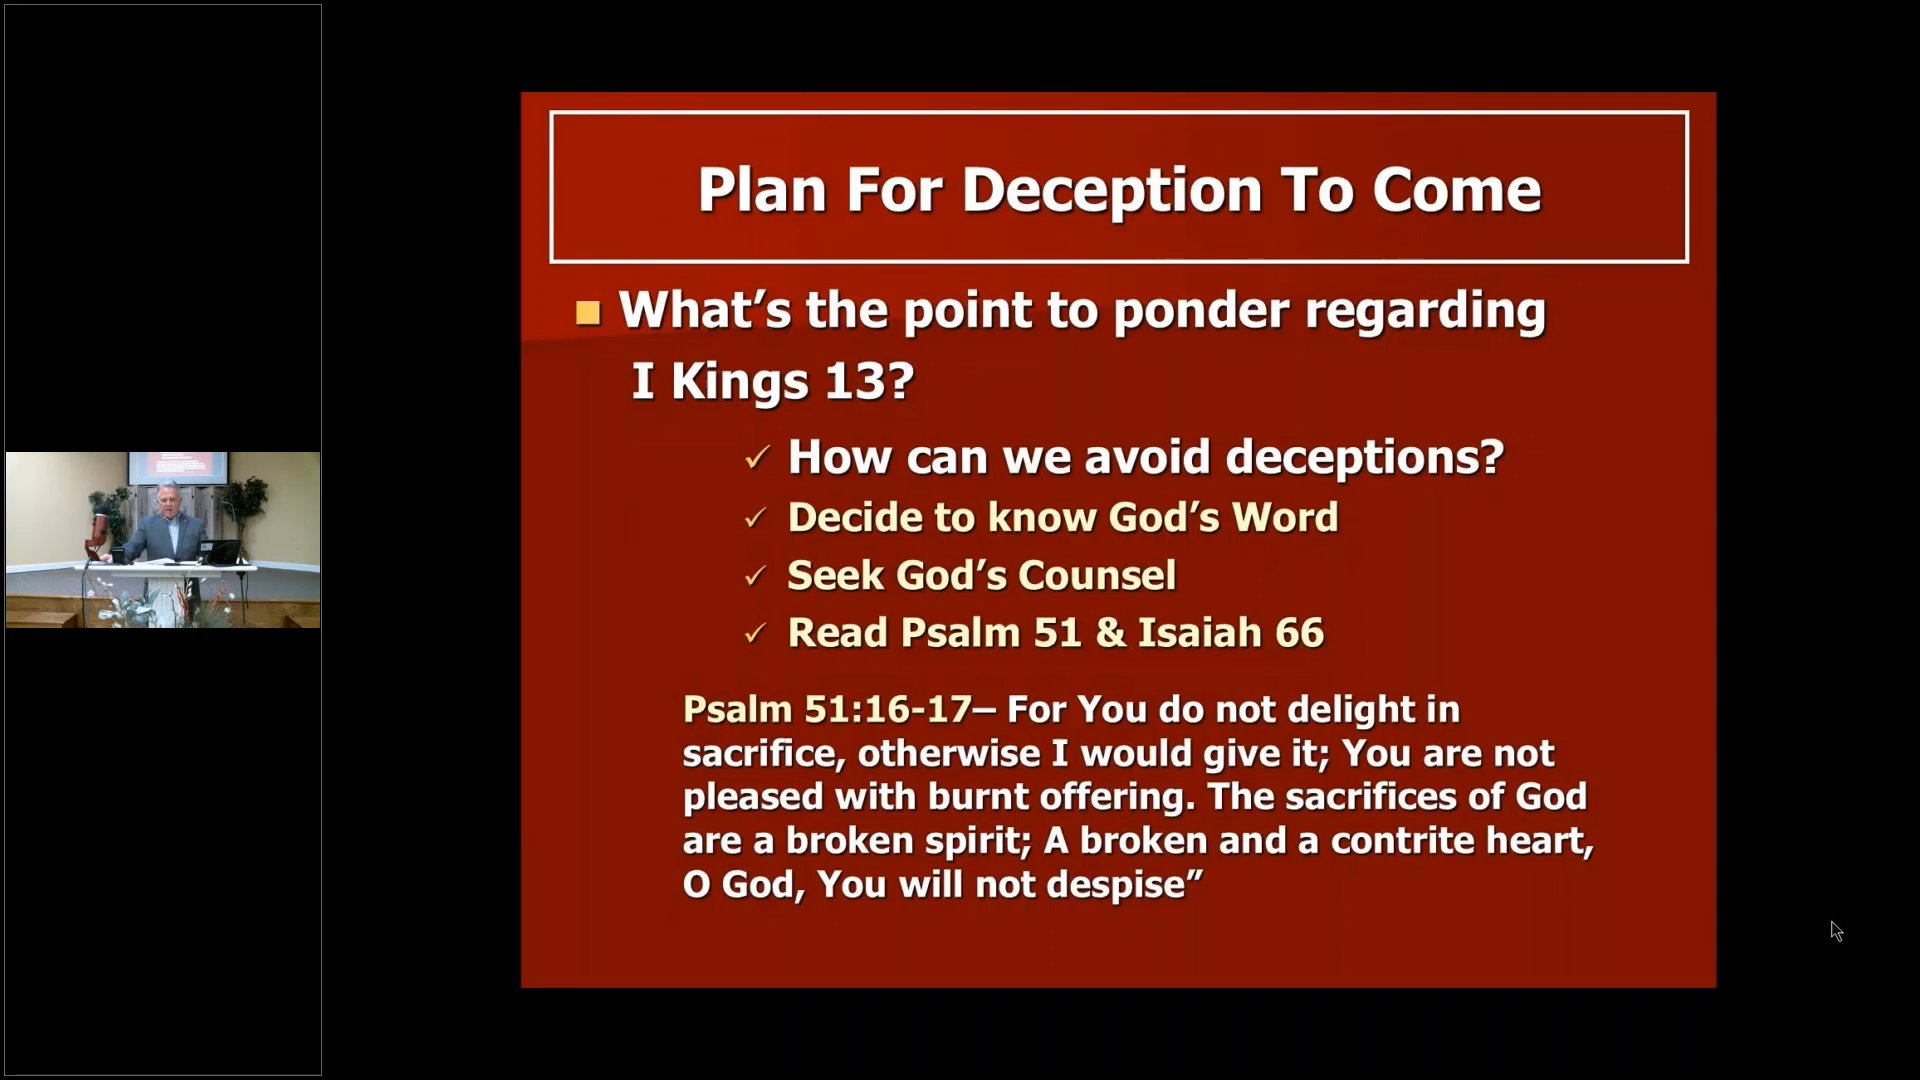 Plan For Deception To Come
What’s the point to ponder regarding
I Kings 13?
How can we avoid deceptions?
Decide to know God’s Word
Seek God’s Counsel
Read Psalm 51 & Isaiah 66
Psalm 51:16-17– For You do not delight in
sacrifice, otherwise I would give it; You are not
pleased with burnt offering. The sacrifices of God
are a broken spirit; A broken and a contrite heart,
O God, You will not despise”